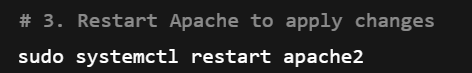 # 3. Restart Apache to apply changes
sudo systemctl restart apache2